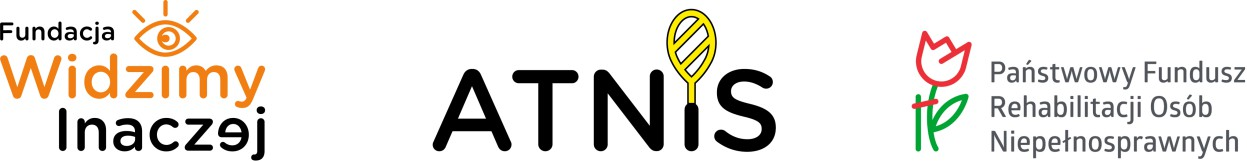 Fundacja
Widzimy
Inaczej
ATNiS
Państwowy Fundusz
Rehabilitacji Osób
Niepełnosprawnych